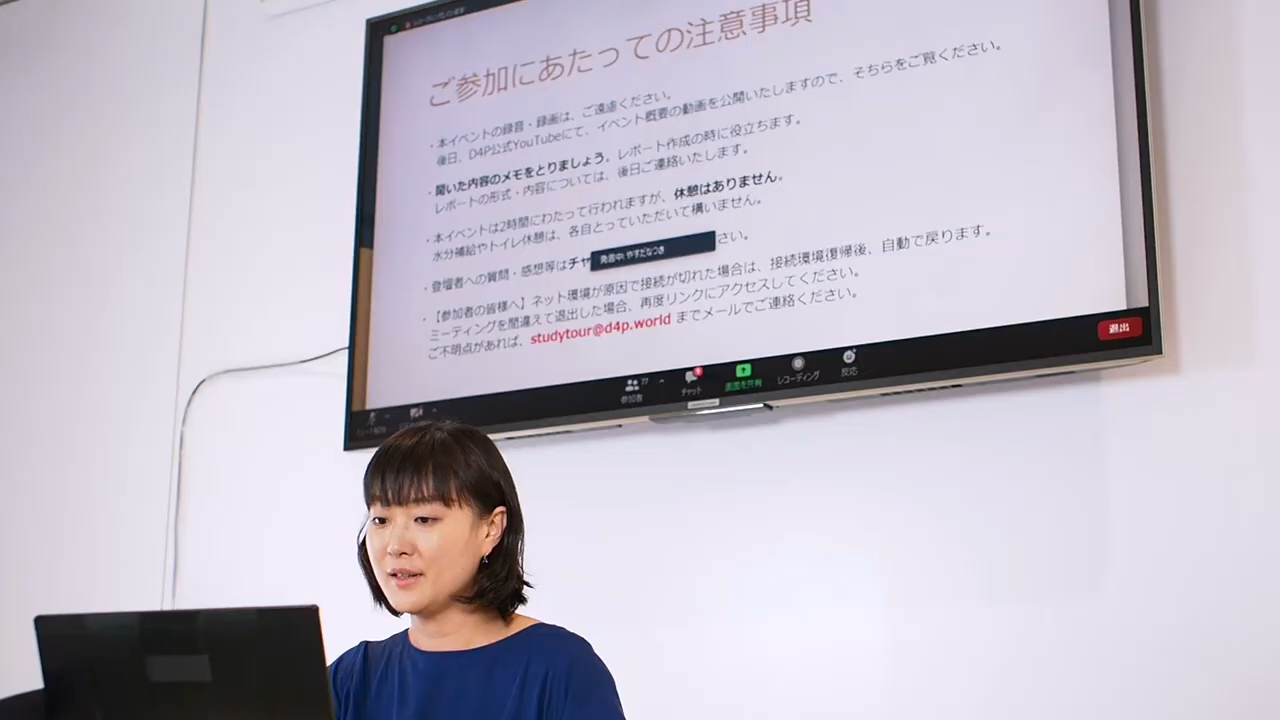 ご参加にあたっての注意事項
・本イベントの録音・録画は、ご遠慮ください。
後日、D4P公式YouTubeにて、イベント概要の動画を公開いたしますので、そちらをご覧ください。
・聞いた内容のメモをとりましょう。レポート作成の時に役立ちます。
レポートの形式・内容については、後日ご連絡いたします。
・本イベントは2時間にわたって行われますが、休憩はありません。
水分補給やトイレ休憩は、各自とっていただいて構いません。
・登壇者への質問・感想等はチャ
さい。
発言中: やすだなつき
・【参加者の皆様へ】ネット環境が原因で接続が切れた場合は、接続環境復帰後、自動で戻ります。
ミーティングを間違えて退出した場合、再度リンクにアクセスしてください。
ご不明点があれば、studytour@d4p.world までメールでご連絡ください。
77
参加者
チャット
画面を共有
レコーディング
反応
退出